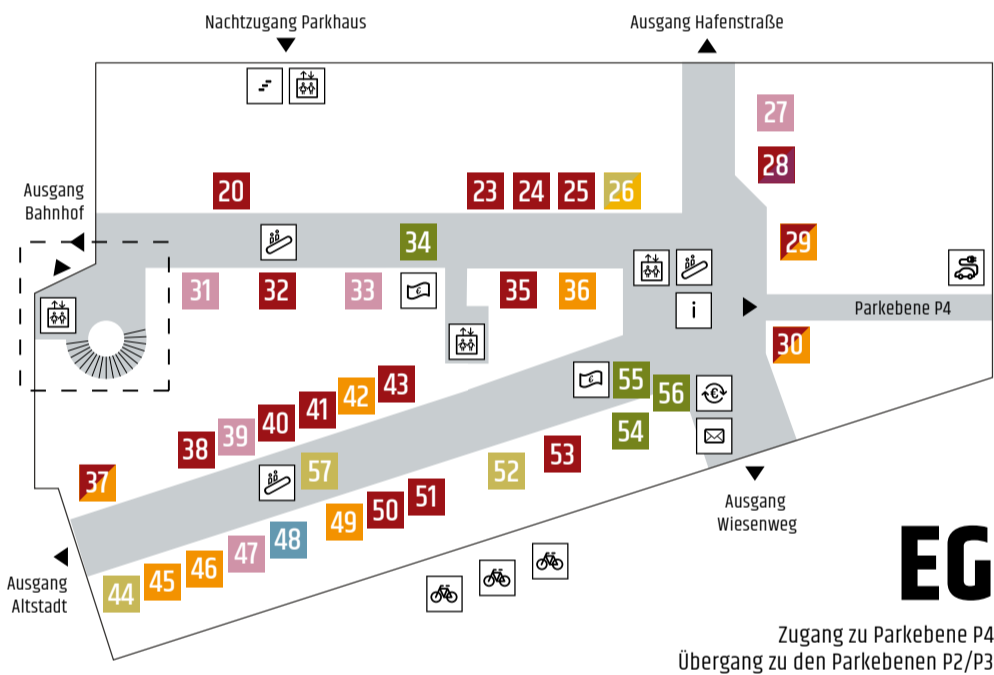 Nachtzugang Parkhaus
Ausgang Hafenstraße
27
28
20
23 24 25 26
Ausgang
Bahnhof
34
29
31 32 33 35 36
i
Parkebene P4
30
55
56
43
42
41
40
39
38
54
53
52
57
37
51
50
49
48
47
46
45
44
Ausgang
Wiesenweg
Ausgang
Altstadt
EG
Zugang zu Parkebene P4
Übergang zu den Parkebenen P2/P3